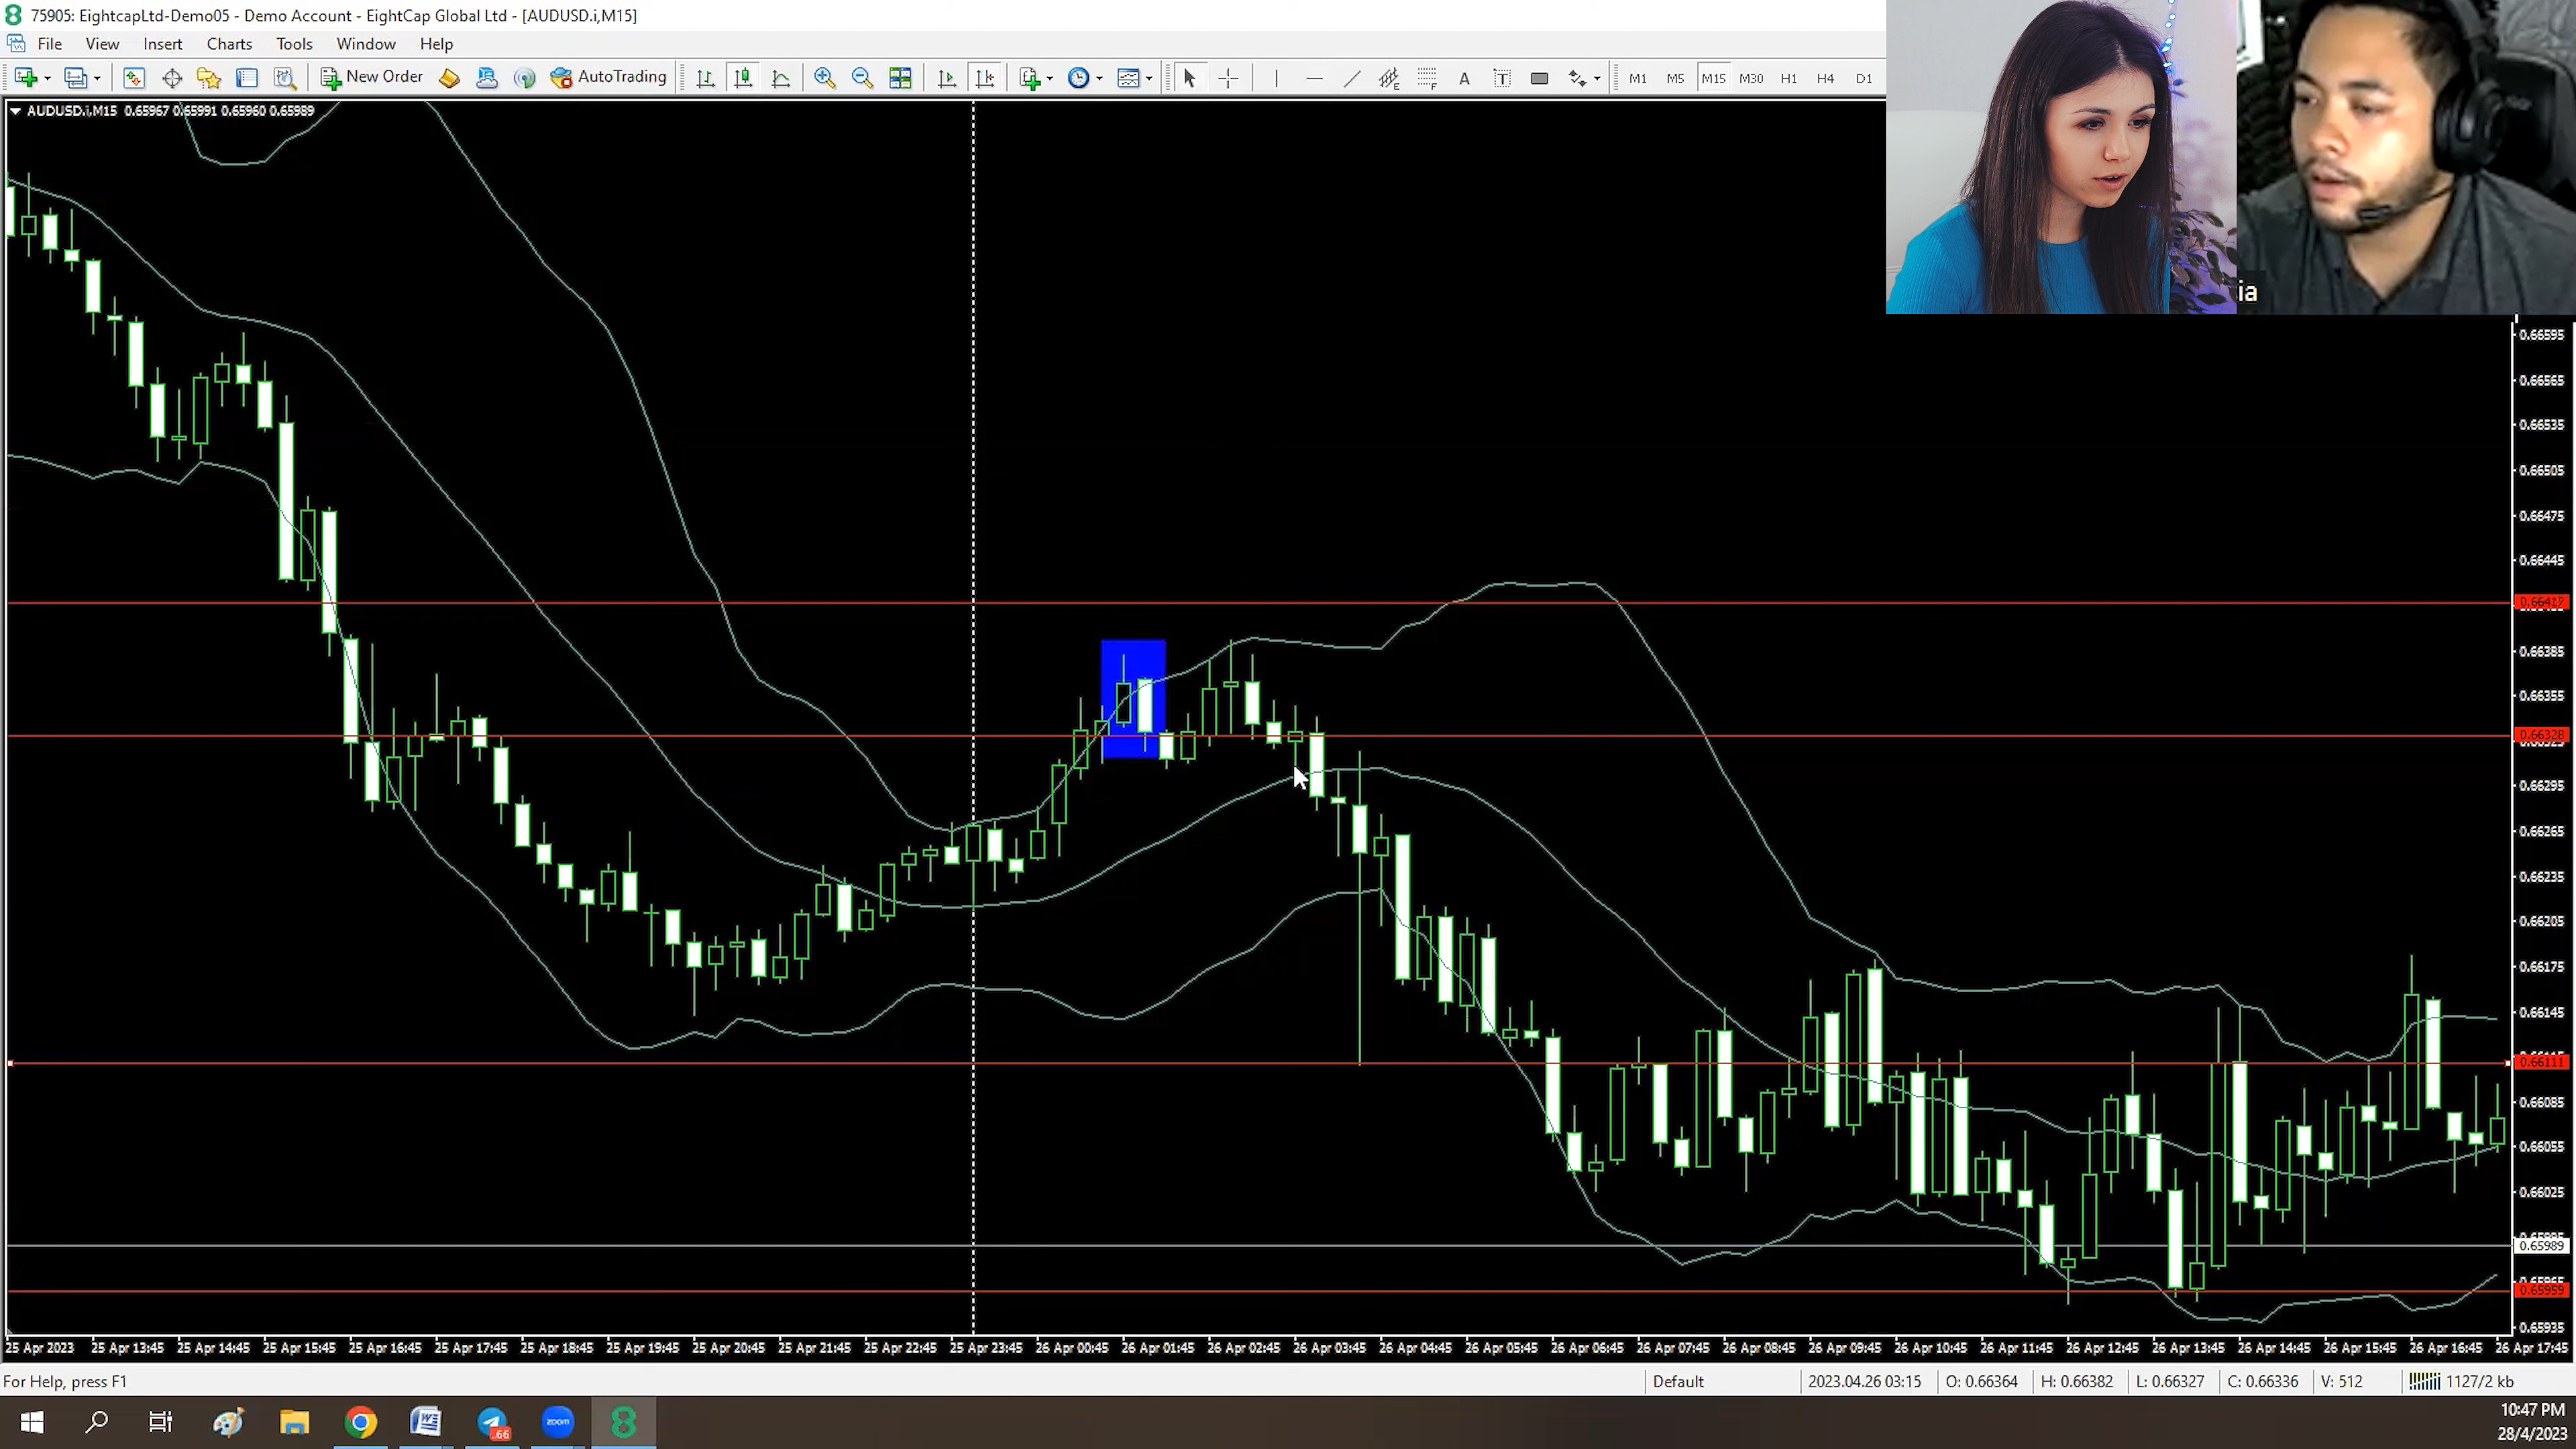 75905: EightcapLtd-Demo05 - Demo Account - EightCap Global Ltd - [AUDUSD.i,M15]
File View Insert Charts Tools Window Help
New Order AutoTrading A T E F M1 M5 M15 M30 H1 H4 D1
AUDUSD.i,M15 0.65967 0.65991 0.65960 0.65989
ia
0.66595
0.66565
0.66535
0.66505
0.66475
0.66445
0.66385
0.66355
0.66328
0.66295
0.66265
0.66235
0.66205
0.66175
0.66145
0.66111
0.66085
0.66055
0.66025
0.65989
0.65959
0.65935
25 Apr 2023 25 Apr 13:45 25 Apr 14:45 25 Apr 15:45 25 Apr 16:45 25 Apr 17:45 25 Apr 18:45 25 Apr 19:45 25 Apr 20:45 25 Apr 21:45 25 Apr 22:45 25 Apr 23:45 26 Apr 00:45 26 Apr 01:45 26 Apr 02:45 26 Apr 03:45 26 Apr 04:45 26 Apr 05:45 26 Apr 06:45 26 Apr 07:45 26 Apr 08:45 26 Apr 09:45 26 Apr 10:45 26 Apr 11:45 26 Apr 12:45 26 Apr 13:45 26 Apr 14:45 26 Apr 15:45 26 Apr 16:45 26 Apr 17:45
For Help, press F1 Default 2023.04.26 03:15 O: 0.66364 H: 0.66382 L: 0.66327 C: 0.66336 V: 512 1127/2 kb
..66 zoom
10:47 PM
28/4/2023